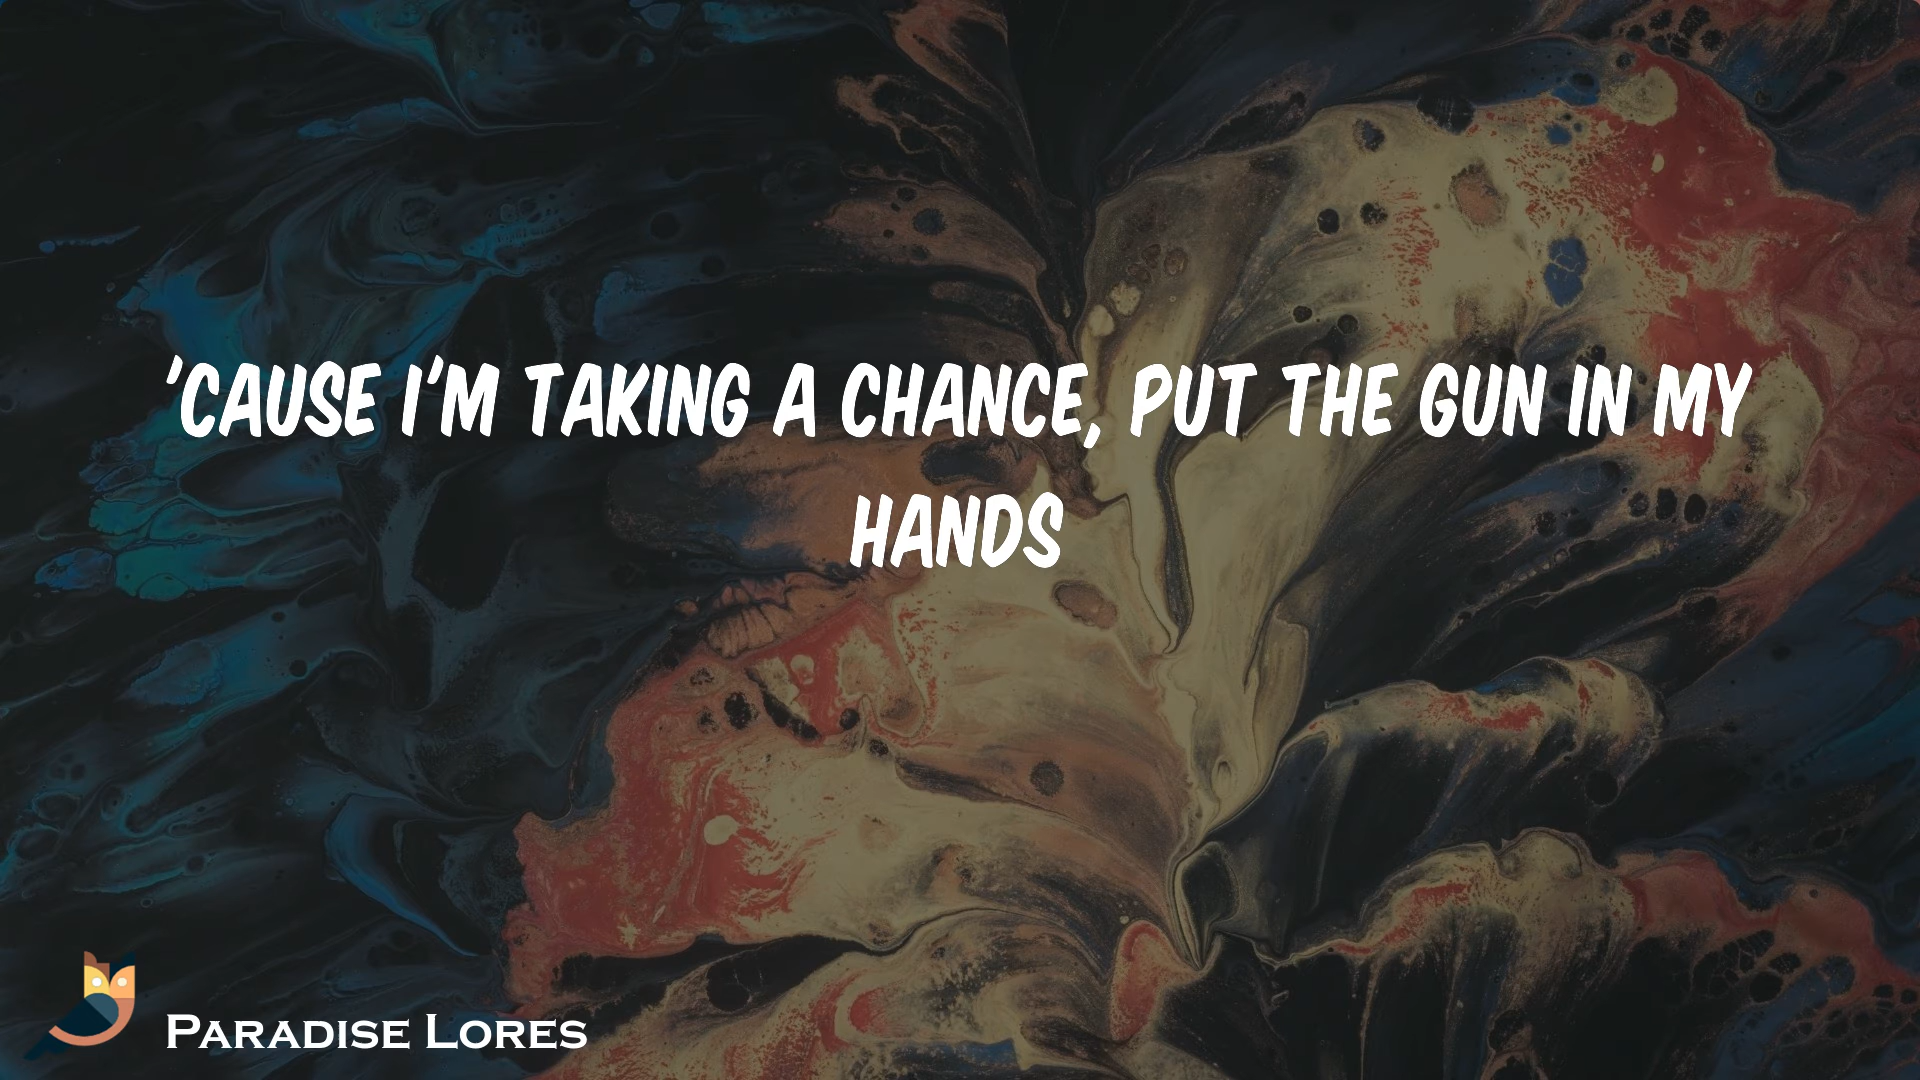 'CAUSE I'M TAKING A CHANCE, PUT THE GUN IN MY
HANDS
PARADISE LORES